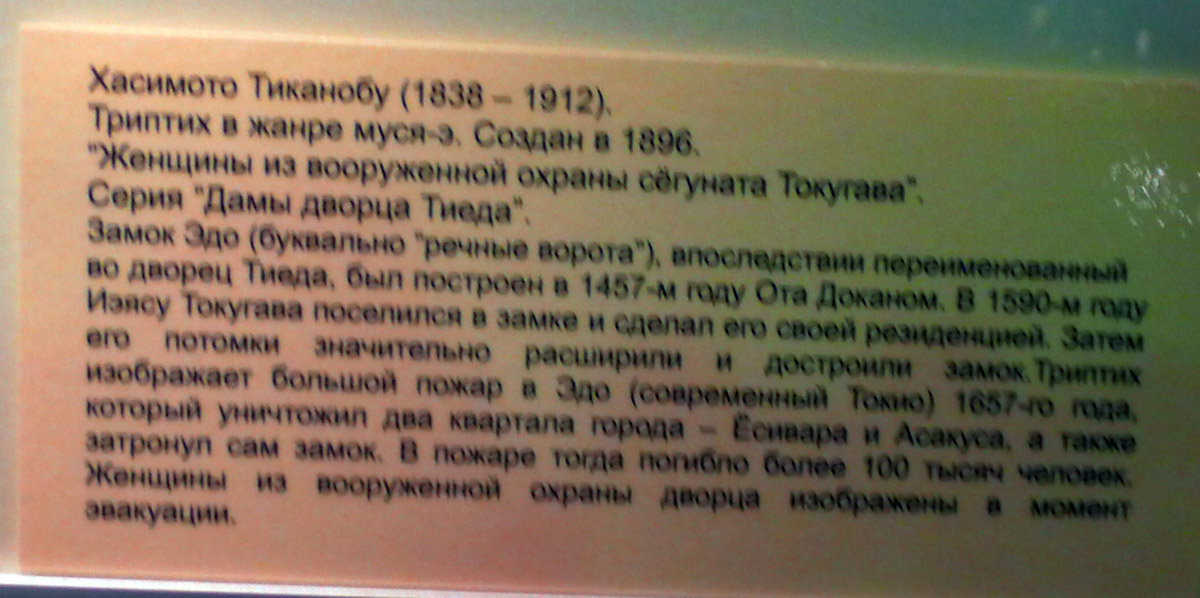 Хасимото Тиканобу (1838 – 1912).
Триптих в жанре муся-э. Создан в 1896.
"Женщины из вооруженной охраны сёгуната Токугава".
Серия "Дамы дворца Тиеда".
Замок Эдо (буквально "речные ворота"), впоследствии переименованный
во дворец Тиеда, был построен в 1457-м году Ота Доканом. В 1590-м году
Иэясу Токугава поселился в замке и сделал его своей резиденцией. Затем
его потомки значительно расширили и достроили замок.Триптих
изображает большой пожар в Эдо (современный Токио) 1657-го года,
который уничтожил два квартала города – Ёсивара и Асакуса, а также
затронул сам замок. В пожаре тогда погибло более 100 тысяч человек.
Женщины из вооруженной охраны дворца изображены в момент
эвакуации.